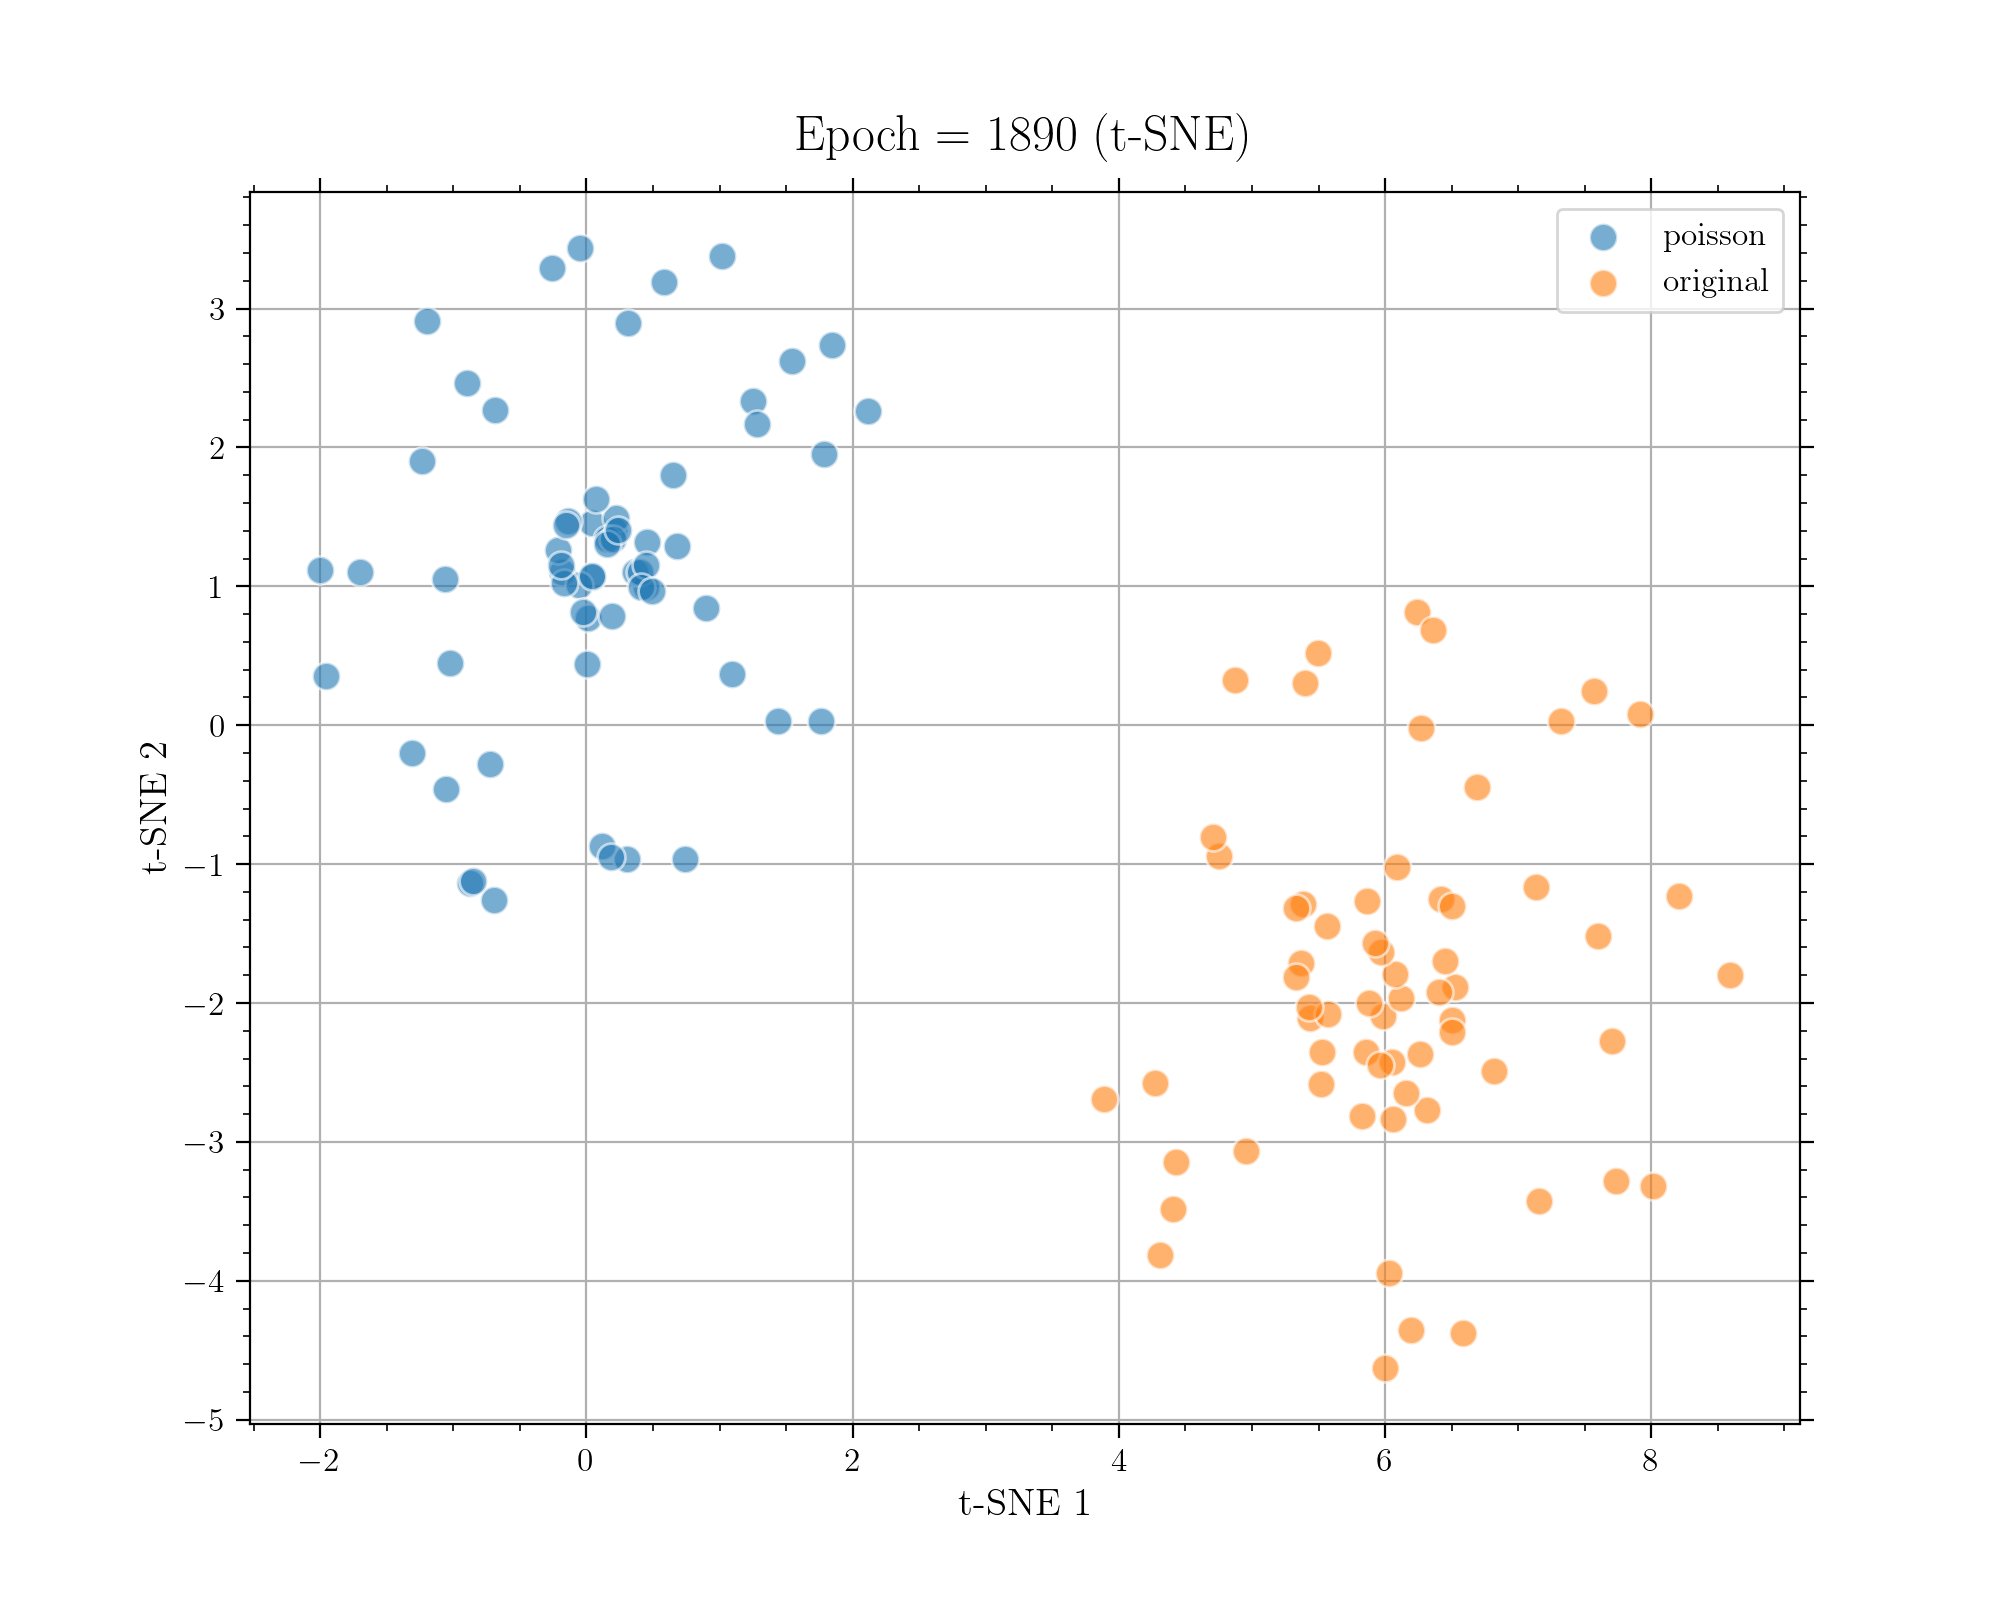 Epoch = 1890 (t-SNE)
poisson
original
3
2
1
0
−1
−2
−3
−4
−5
t-SNE 2
−2 0 2 4 6 8
t-SNE 1